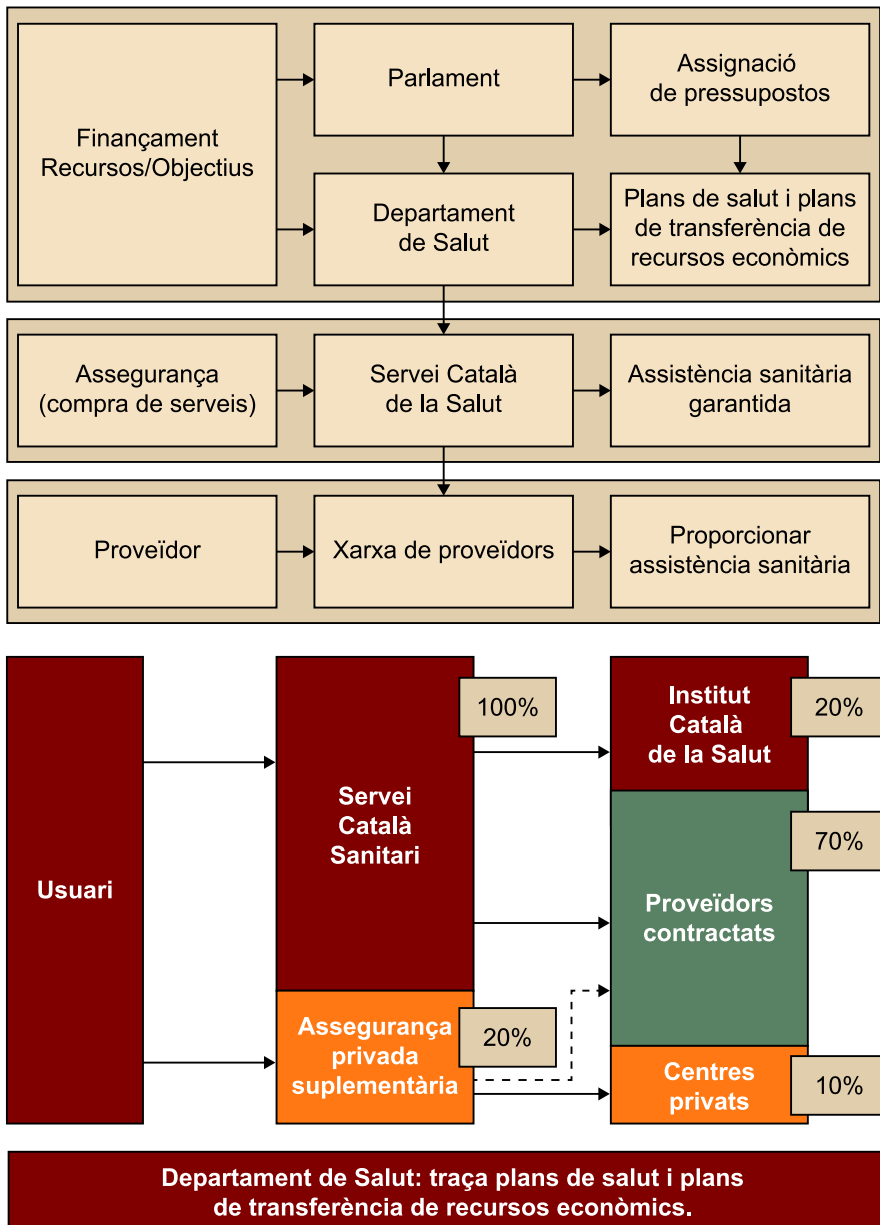 Finançament
Recursos/Objectius
Parlament
Assignació
de pressupostos
Departament
de Salut
Plans de salut i plans
de transferència de
recursos econòmics
Assegurança
(compra de serveis)
Servei Català
de la Salut
Assistència sanitària
garantida
Proveïdor
Xarxa de proveïdors
Proporcionar
assistència sanitària
Usuari
100%
Servei
Català
Sanitari
20%
Assegurança
privada
suplementària
Institut
Català
de la Salut
20%
70%
Proveïdors
contractats
Centres
privats
10%
Departament de Salut: traça plans de salut i plans
de transferència de recursos econòmics.